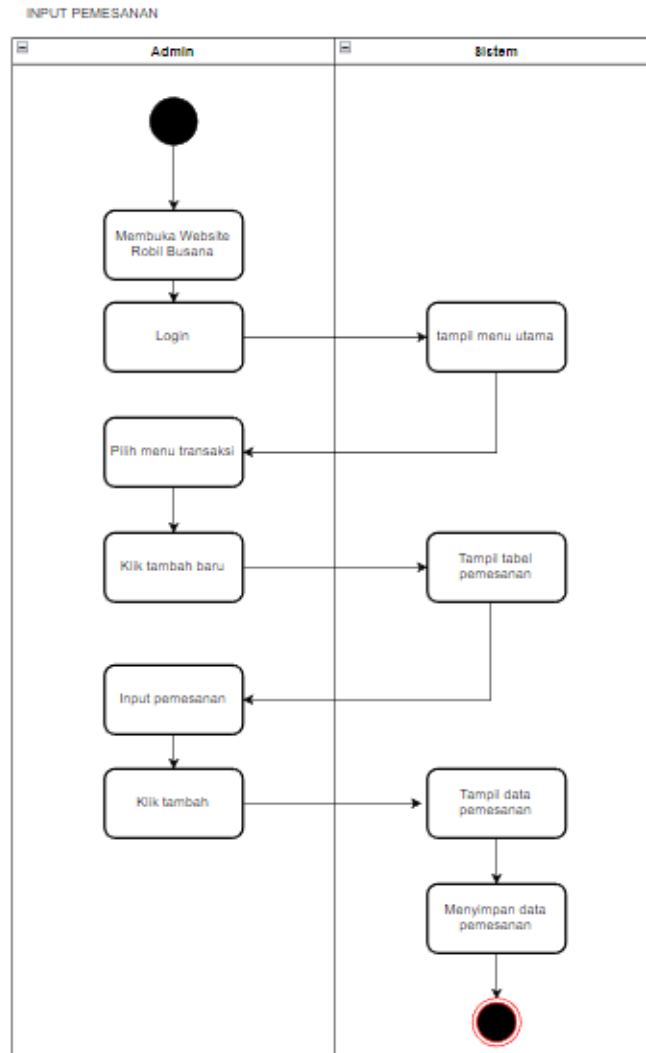 INPUT PEMESANAN
Admin
Sistem
Membuka Website
Robil Busana
Login
tampil menu utama
Pilih menu transaksi
Klik tambah baru
Tampil tabel
pemesanan
Input pemesanan
Klik tambah
Tampil data
pemesanan
Menyimpan data
pemesanan